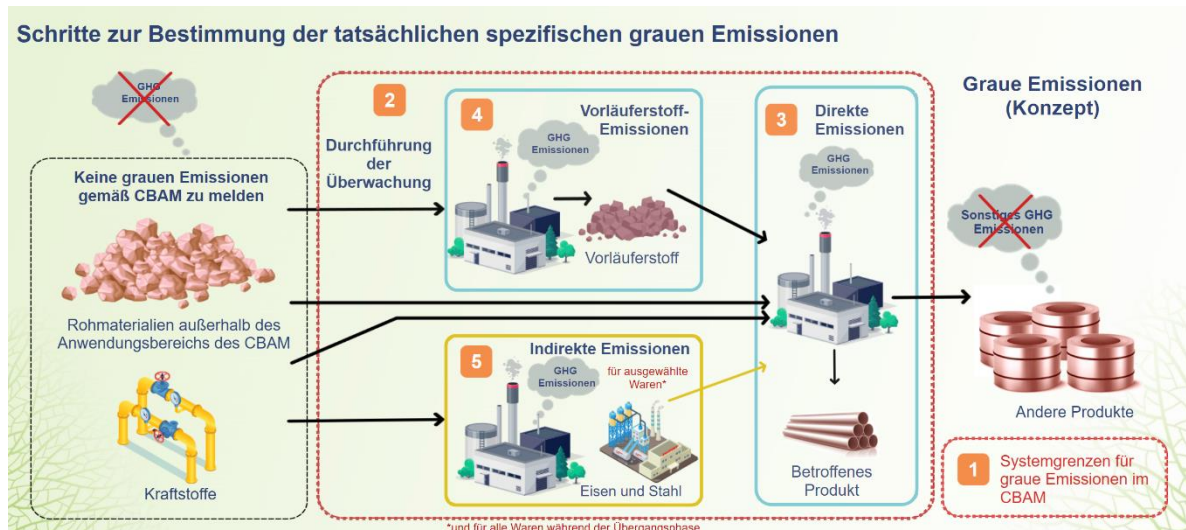 Schritte zur Bestimmung der tatsächlichen spezifischen grauen Emissionen
GHG
Emissionen
Keine grauen Emissionen
gemäß CBAM zu melden
Rohmaterialien außerhalb des
Anwendungsbereichs des CBAM
Kraftstoffe
2
Durchführung
der
Überwachung
4
Vorläuferstoff-
Emissionen
GHG
Emissionen
Vorläuferstoff
5
Indirekte Emissionen
GHG
Emissionen
für ausgewählte
Waren*
Eisen und Stahl
3
Direkte
Emissionen
GHG
Emissionen
Betroffenes
Produkt
*und für alle Waren während der Übergangsphase
Graue Emissionen
(Konzept)
Sonstiges GHG
Emissionen
Andere Produkte
1
Systemgrenzen für
graue Emissionen im
CBAM